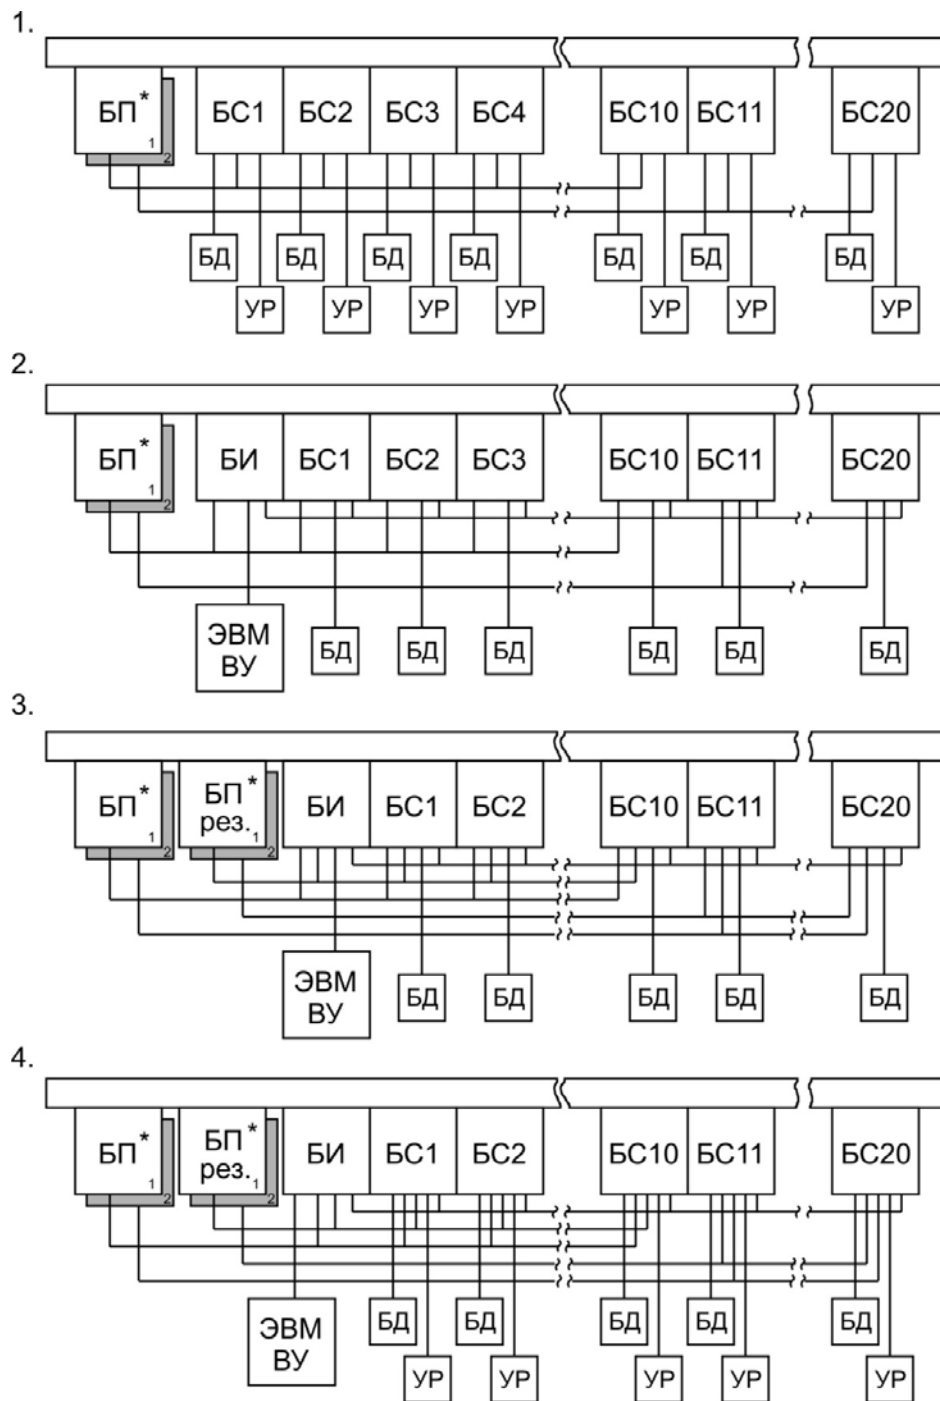 1.
БП * БС1 БС2 БС3 БС4 БС10 БС11 БС20
1
2
БД БД БД БД БД БД БД
УР УР УР УР УР УР УР
2.
БП * БИ БС1 БС2 БС3 БС10 БС11 БС20
1
2
ЭВМ
ВУ
БД БД БД БД БД БД
3.
БП * БП * БИ БС1 БС2 БС10 БС11 БС20
рез.
1 1
2 2
ЭВМ
ВУ
БД БД БД БД БД
4.
БП * БП * БИ БС1 БС2 БС10 БС11 БС20
рез.
1 1
2 2
ЭВМ
ВУ
БД БД БД БД БД
УР УР УР УР УР